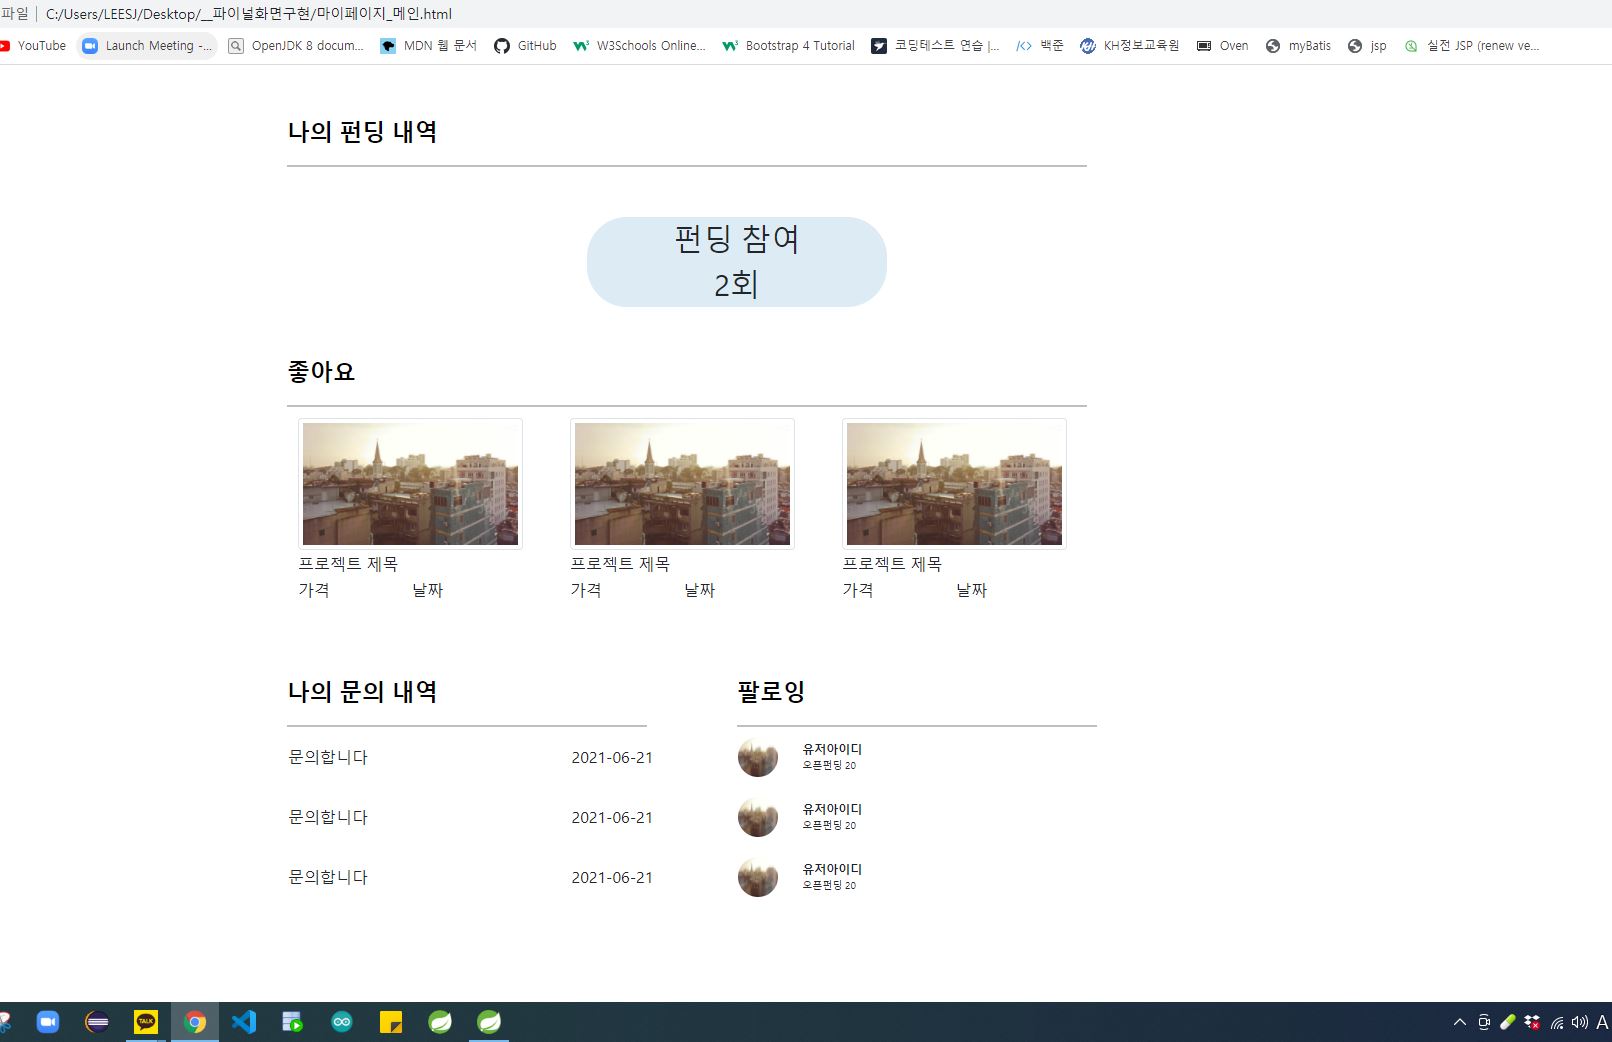 파일 | C:/Users/LEESJ/Desktop/__파이널화면구현/마이페이지_메인.html
YouTube Launch Meeting -... OpenJDK 8 docum... MDN 웹 문서 GitHub W3Schools Online... Bootstrap 4 Tutorial 코딩테스트 연습 |... 백준 KH정보교육원 Oven myBatis jsp 실전 JSP (renew ve...
나의 펀딩 내역
펀딩 참여
2회
좋아요
프로젝트 제목 프로젝트 제목 프로젝트 제목
가격 날짜 가격 날짜 가격 날짜
나의 문의 내역 팔로잉
문의합니다 2021-06-21 유저아이디
오픈펀딩 20
문의합니다 2021-06-21 유저아이디
오픈펀딩 20
문의합니다 2021-06-21 유저아이디
오픈펀딩 20
TALK
A